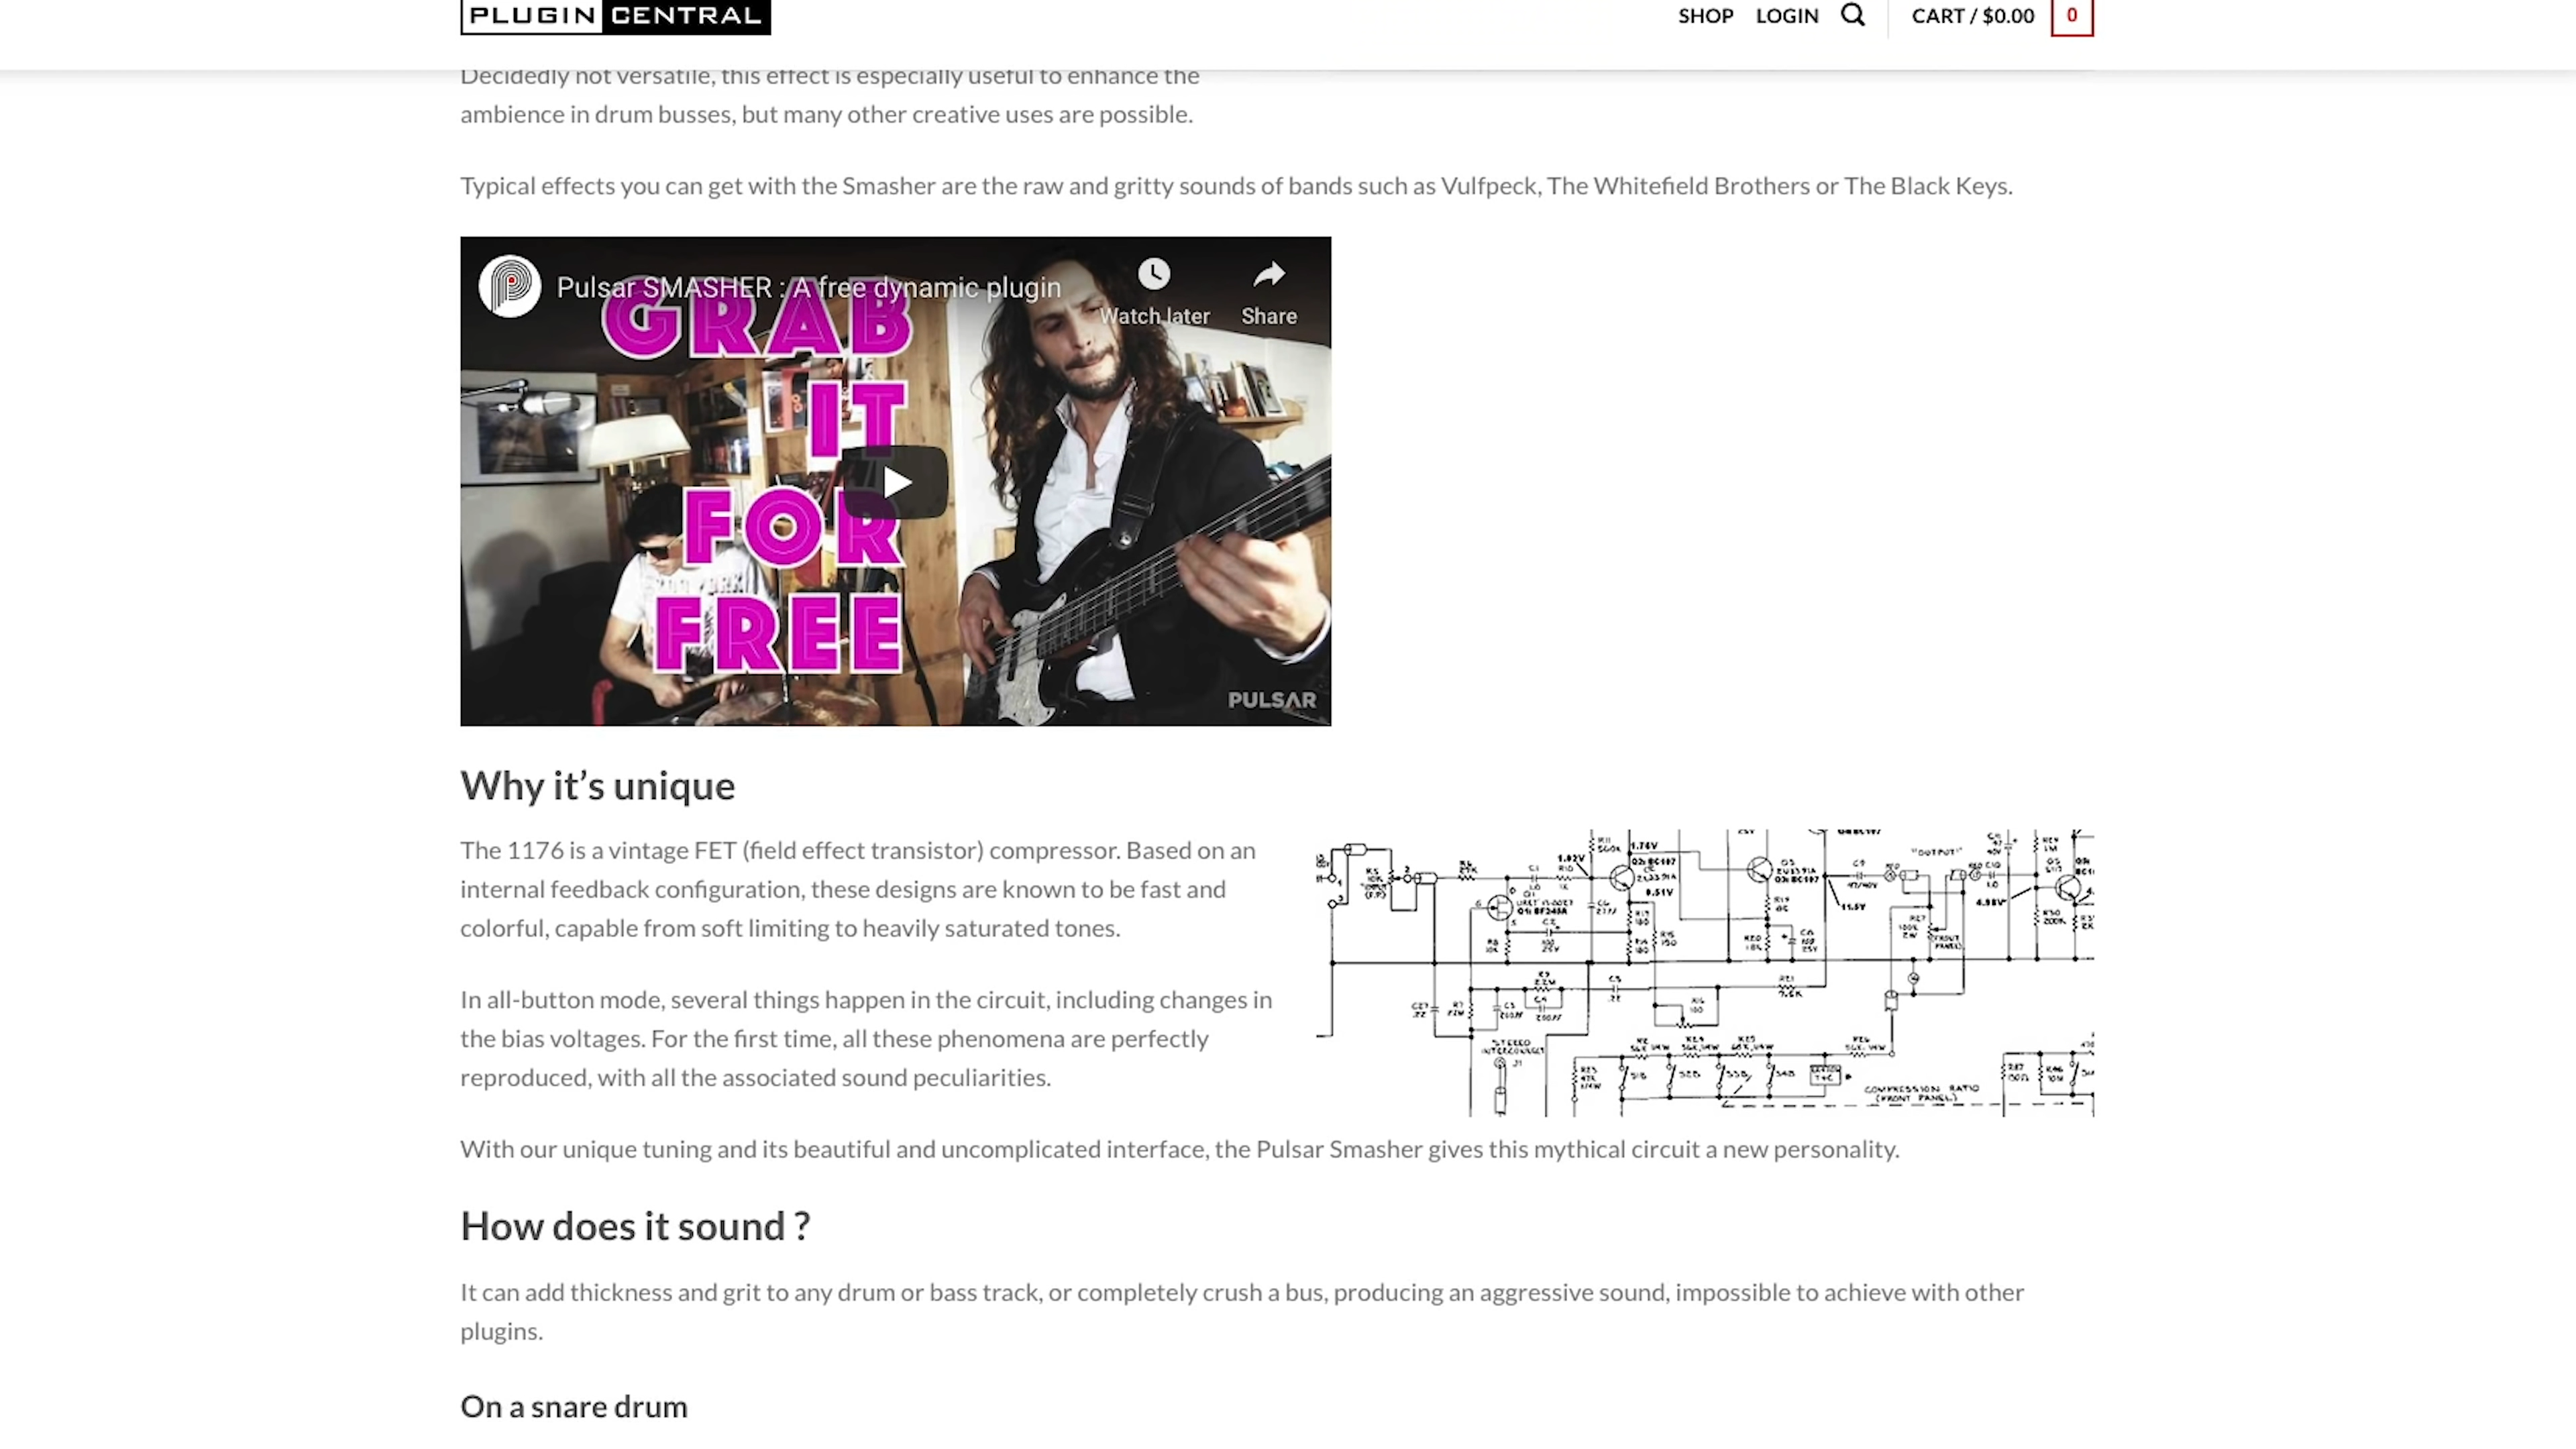 PLUGIN CENTRAL
SHOP LOGIN CART / $0.00 0
Decidedly not versatile, this effect is especially useful to enhance the
ambience in drum busses, but many other creative uses are possible.
Typical effects you can get with the Smasher are the raw and gritty sounds of bands such as Vulfpeck, The Whitefield Brothers or The Black Keys.
Pulsar SMASHER : A free dynamic plugin
Watch later Share
GRAB
IT
FOR
FREE
PULSAR
Why it’s unique
The 1176 is a vintage FET (field effect transistor) compressor. Based on an
internal feedback configuration, these designs are known to be fast and
colorful, capable from soft limiting to heavily saturated tones.
In all-button mode, several things happen in the circuit, including changes in
the bias voltages. For the first time, all these phenomena are perfectly
reproduced, with all the associated sound peculiarities.
"OUTPUT"
STEREO
INTERCONNECT
J1
COMPRESSION RATIO
(FRONT PANEL)
With our unique tuning and its beautiful and uncomplicated interface, the Pulsar Smasher gives this mythical circuit a new personality.
How does it sound ?
It can add thickness and grit to any drum or bass track, or completely crush a bus, producing an aggressive sound, impossible to achieve with other
plugins.
On a snare drum